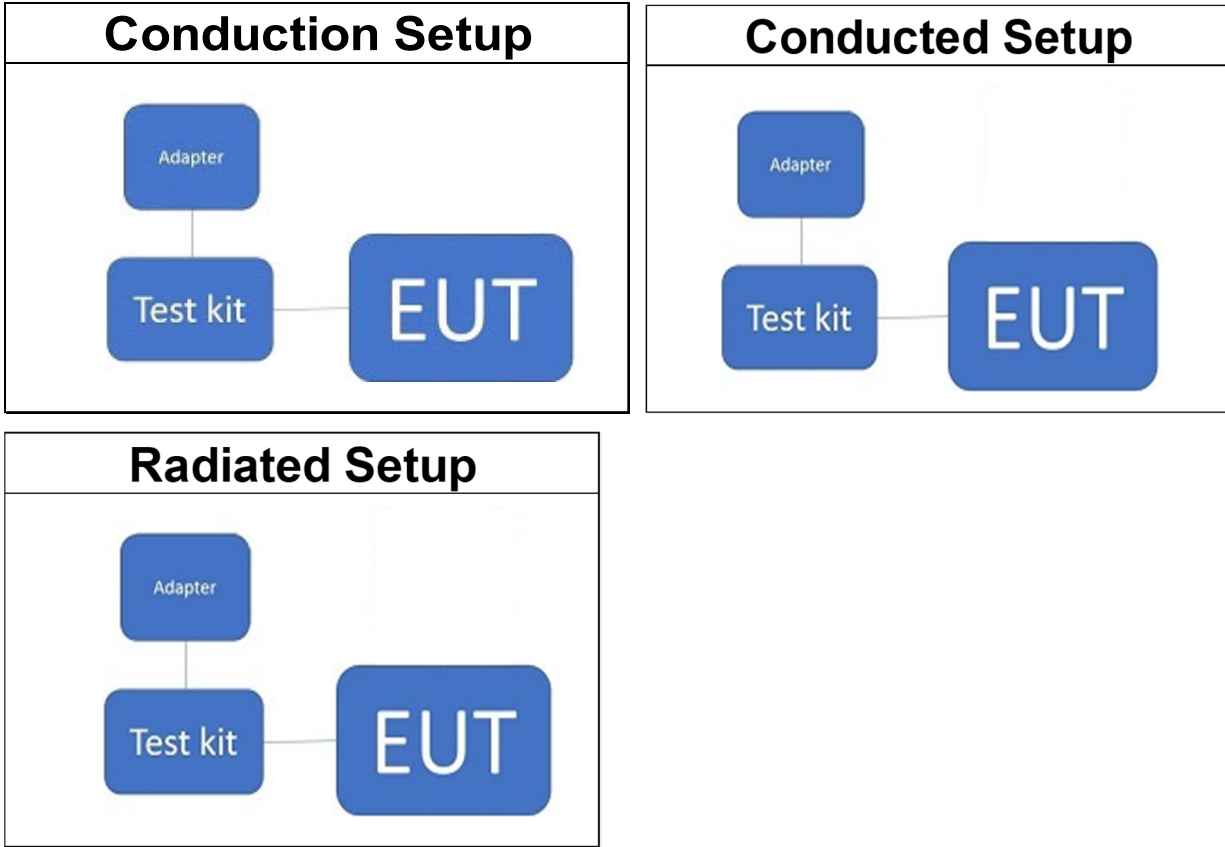 Conduction Setup
Adapter
Test kit
EUT
Conducted Setup
Adapter
Test kit
EUT
Radiated Setup
Adapter
Test kit
EUT